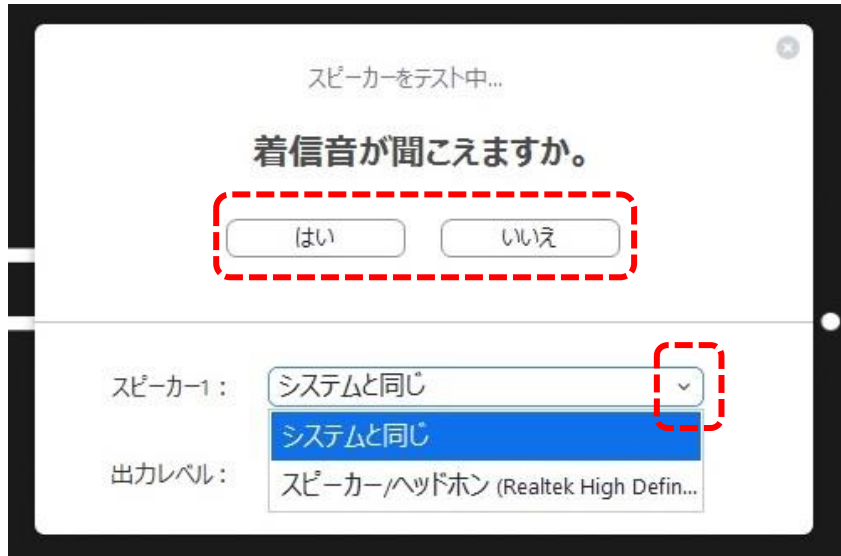 スピーカーをテスト中...
着信音が聞こえますか。
はい いいえ
スピーカー1： システムと同じ
システムと同じ
出力レベル：
スピーカー/ヘッドホン (Realtek High Defin...